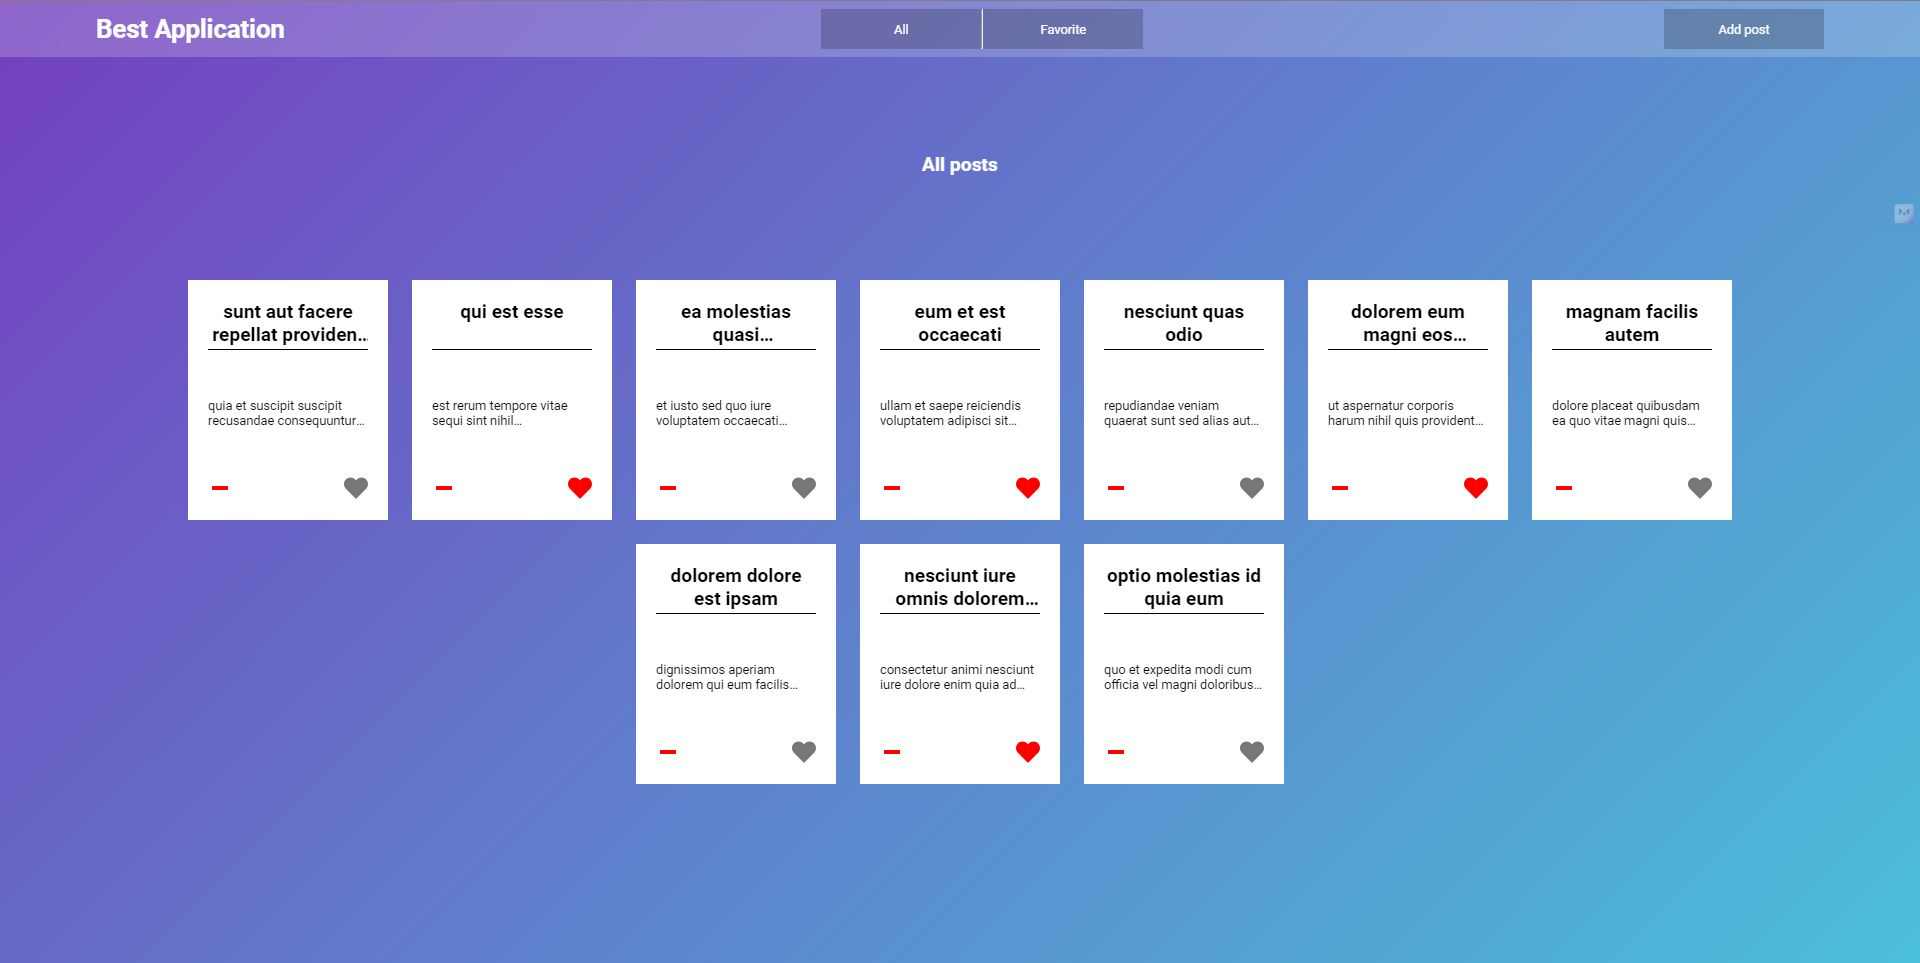 Best Application
All
Favorite
Add post
All posts
sunt aut facere
repellat providen...
quia et suscipit suscipit
recusandae consequuntur...
qui est esse
est rerum tempore vitae
sequi sint nihil...
ea molestias
quasi...
et iusto sed quo iure
voluptatem occaecati...
eum et est
occaecati
ullam et saepe reiciendis
voluptatem adipisci sit...
nesciunt quas
odio
repudiandae veniam
quaerat sunt sed alias aut...
dolorem eum
magni eos...
ut aspernatur corporis
harum nihil quis provident...
magnam facilis
autem
dolore placeat quibusdam
ea quo vitae magni quis...
dolorem dolore
est ipsam
dignissimos aperiam
dolorem qui eum facilis...
nesciunt iure
omnis dolorem...
consectetur animi nesciunt
iure dolore enim quia ad...
optio molestias id
quia eum
quo et expedita modi cum
officia vel magni doloribus...